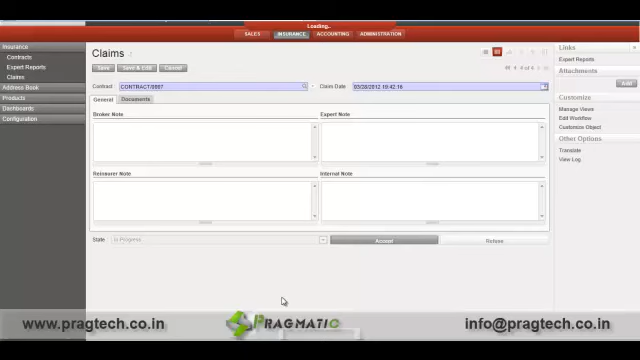 Loading..
SALES INSURANCE ACCOUNTING ADMINISTRATION
Insurance
Contracts
Expert Reports
Claims
Address Book
Products
Dashboards
Configuration
Claims
Save Save & Edit Cancel
Contract CONTRACT/0007 Claim Date 03/28/2012 18:42:16
General Documents
Broker Note Expert Note
Reinsurer Note Internal Note
State In Progress Accept Refuse
Links
Expert Reports
Attachments
Add
Customize
Manage Views
Edit Workflow
Customize Object
Other Options
Translate
View Log
www.pragtech.co.in PRAGMATIC info@pragtech.co.in